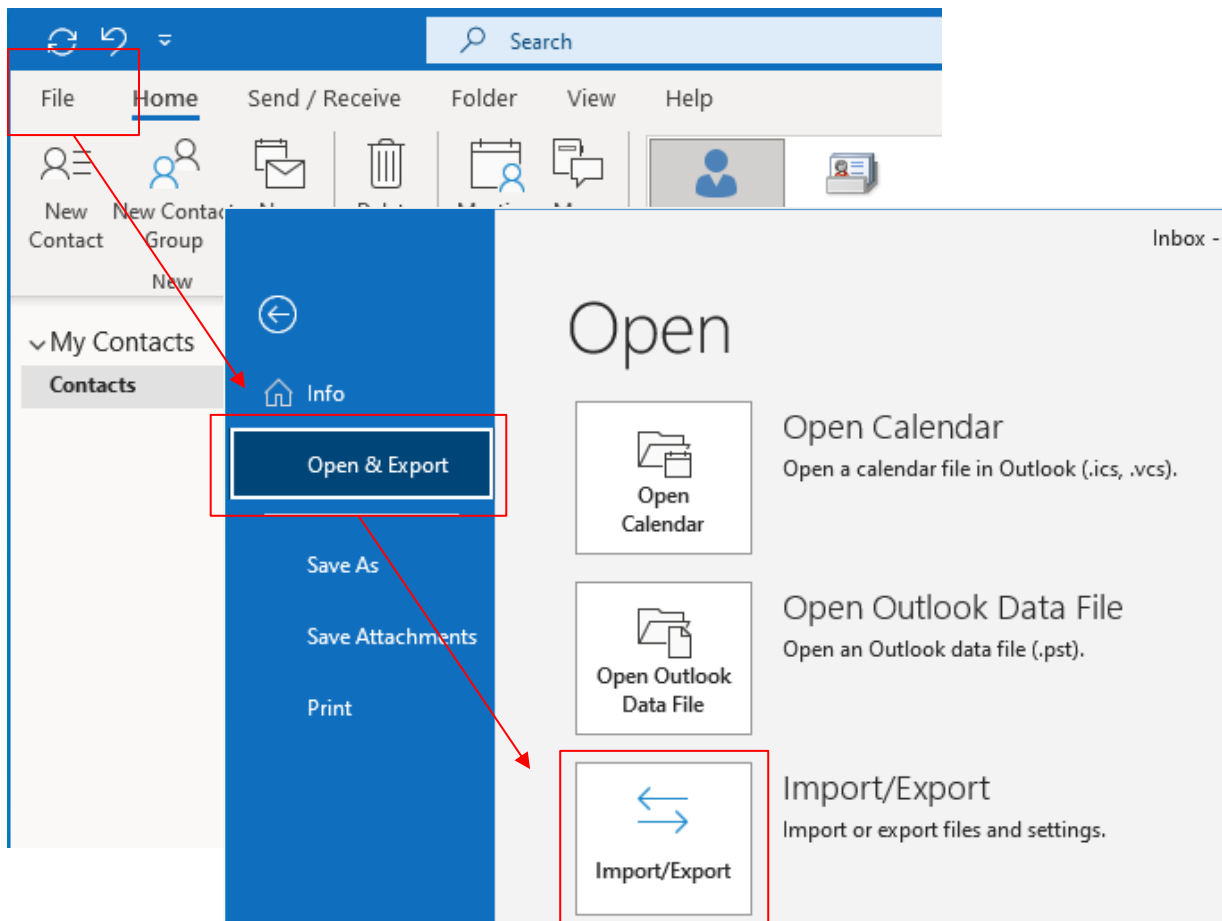 Search
File Home Send / Receive Folder View Help
New Contact
New Contact Group
New
My Contacts
Contacts
Inbox -
Info
Open & Export
Save As
Save Attachments
Print
Open
Open
Calendar
Open Calendar
Open a calendar file in Outlook (.ics, .vcs).
Open Outlook
Data File
Open Outlook Data File
Open an Outlook data file (.pst).
Import/Export
Import/Export
Import or export files and settings.